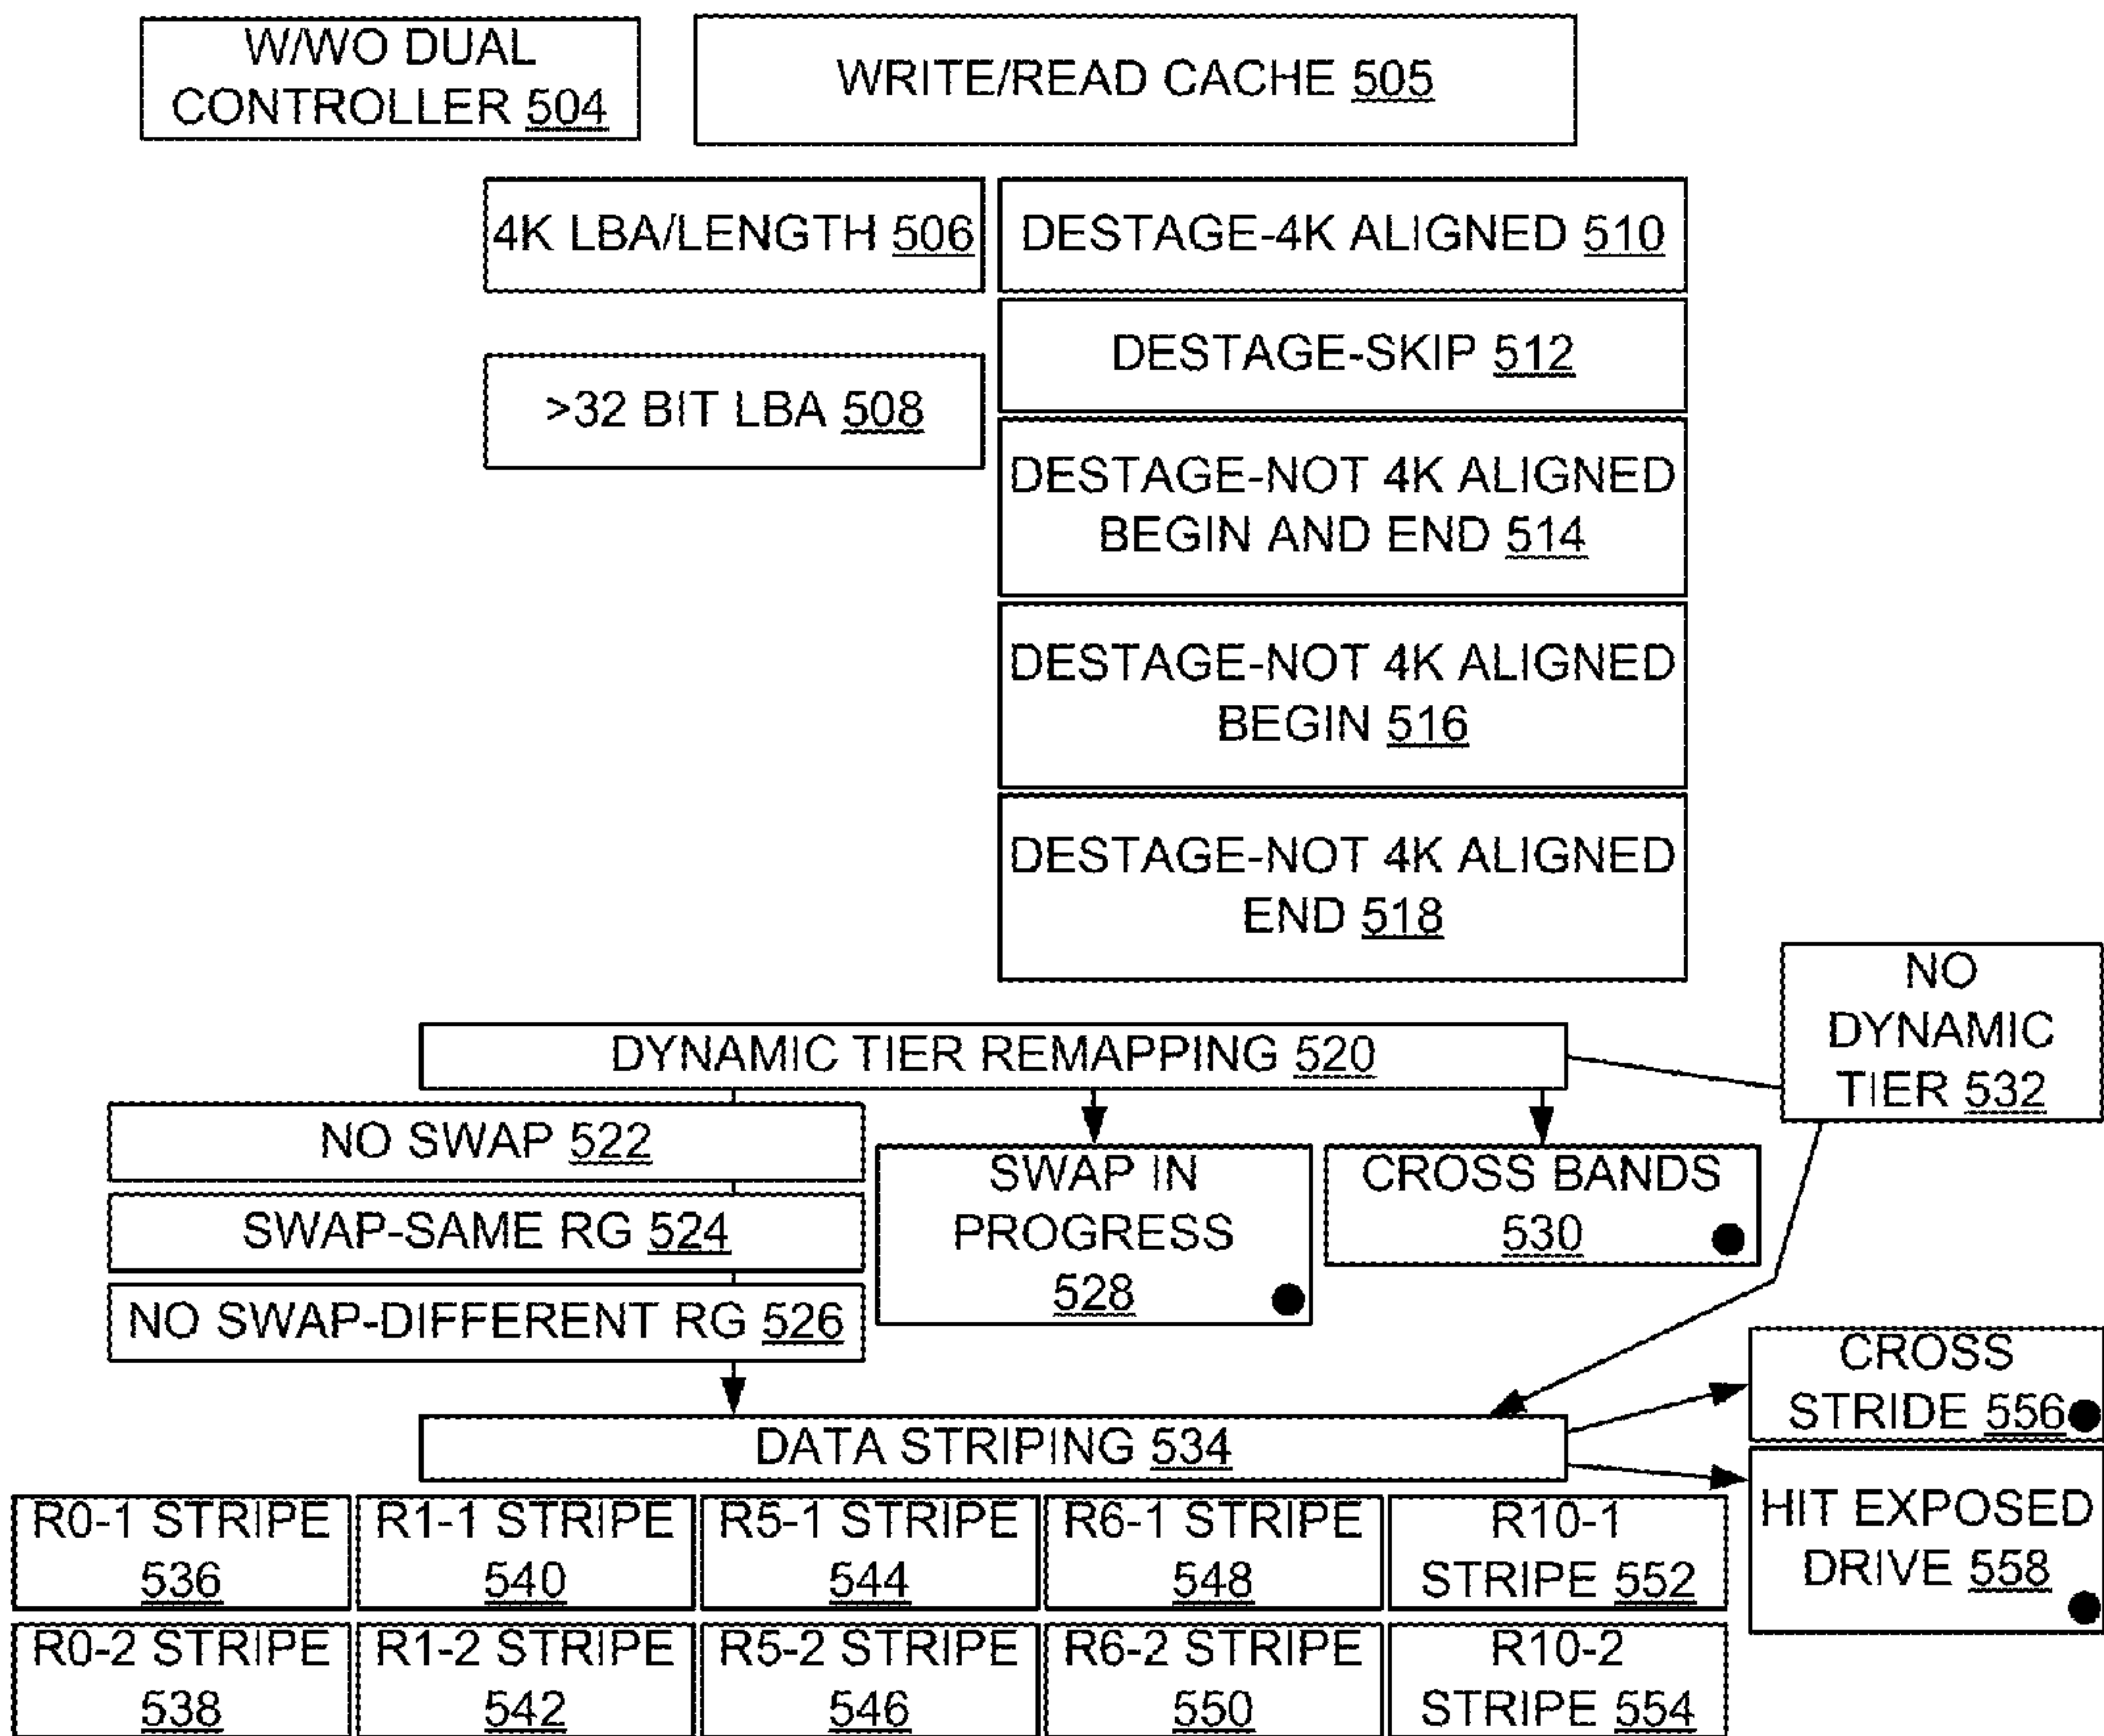 W/WO DUAL
CONTROLLER 504
WRITE/READ CACHE 505
4K LBA/LENGTH 506
DESTAGE-4K ALIGNED 510
DESTAGE-SKIP 512
>32 BIT LBA 508
DESTAGE-NOT 4K ALIGNED
BEGIN AND END 514
DESTAGE-NOT 4K ALIGNED
BEGIN 516
DESTAGE-NOT 4K ALIGNED
END 518
NO
DYNAMIC
TIER 532
DYNAMIC TIER REMAPPING 520
NO SWAP 522
SWAP-SAME RG 524
NO SWAP-DIFFERENT RG 526
SWAP IN
PROGRESS
528
CROSS BANDS
530
CROSS
STRIDE 556
DATA STRIPING 534
HIT EXPOSED
DRIVE 558
R0-1 STRIPE
536
R1-1 STRIPE
540
R5-1 STRIPE
544
R6-1 STRIPE
548
R10-1
STRIPE 552
R0-2 STRIPE
538
R1-2 STRIPE
542
R5-2 STRIPE
546
R6-2 STRIPE
550
R10-2
STRIPE 554